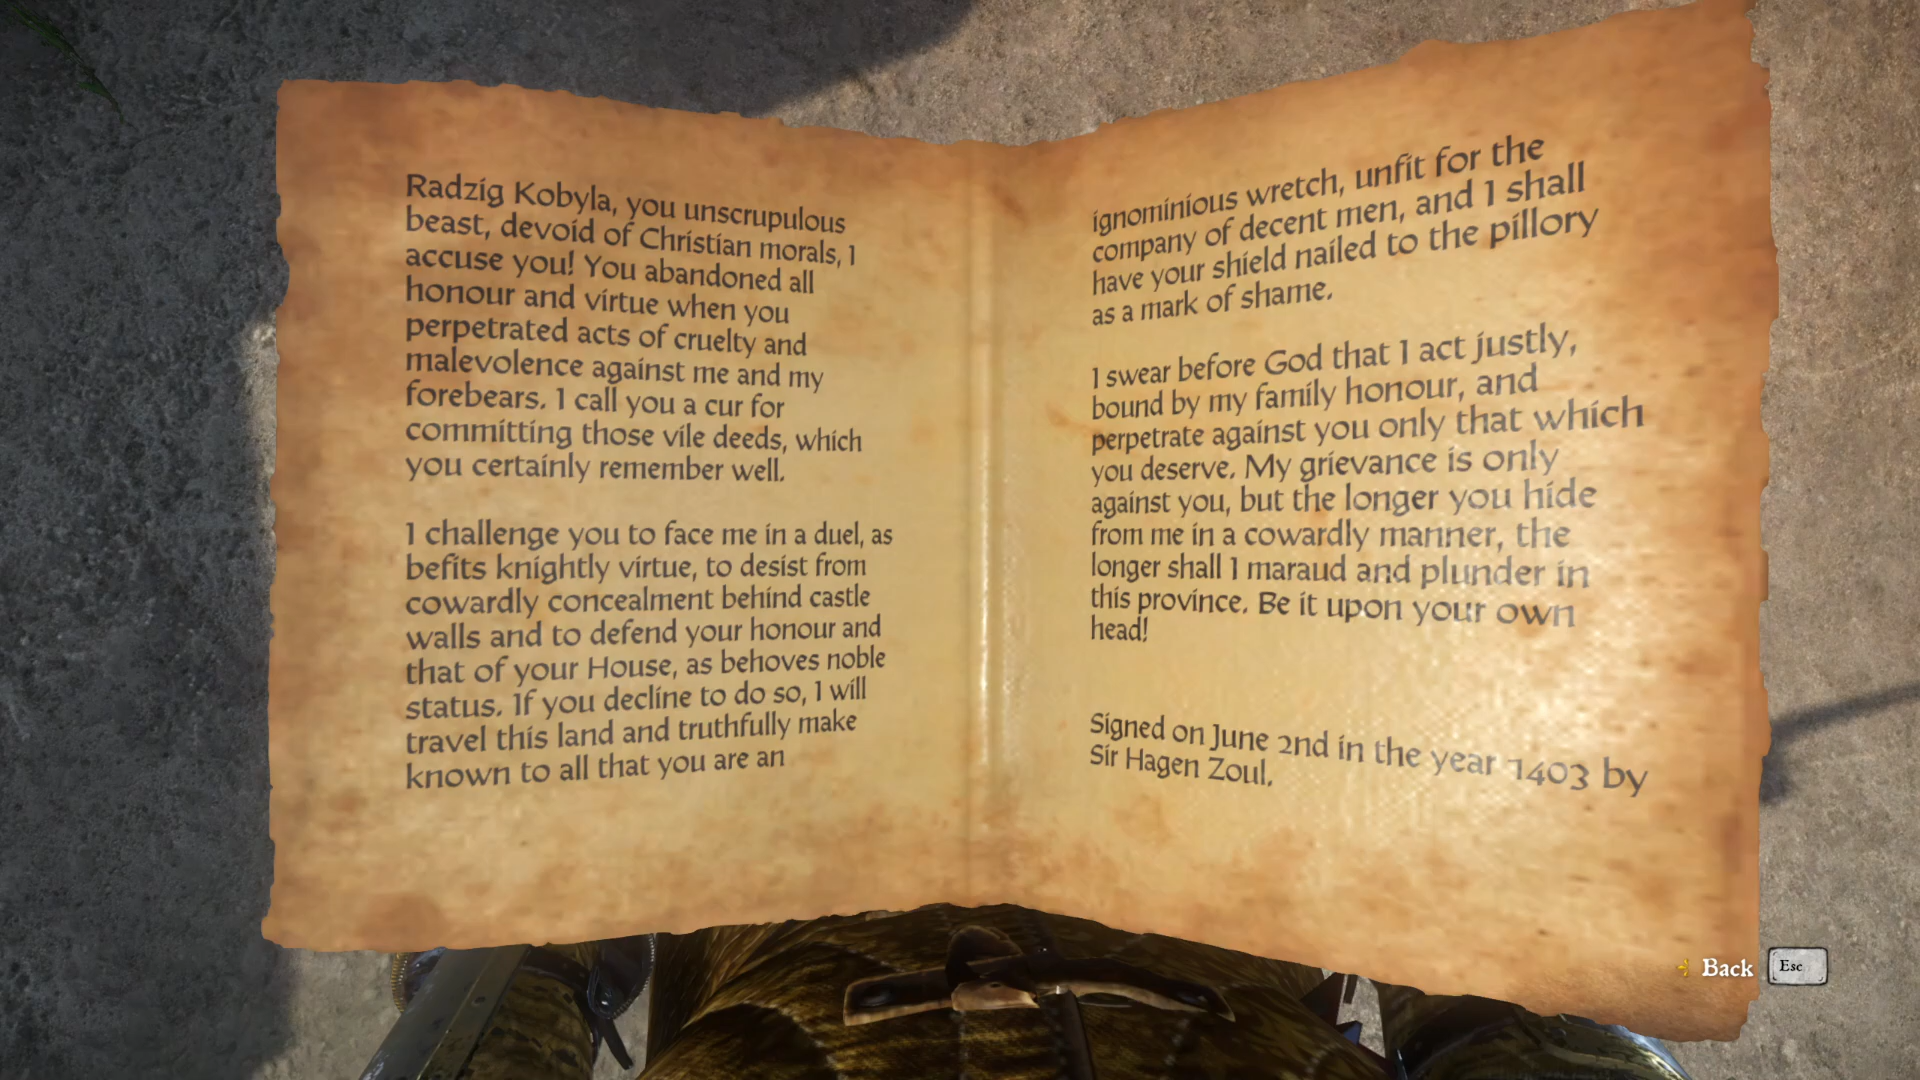 Radzig Kobyla, you unscrupulous
beast, devoid of Christian morals, I
accuse you! You abandoned all
honour and virtue when you
perpetrated acts of cruelty and
malevolence against me and my
forebears. I call you a cur for
committing those vile deeds, which
you certainly remember well.
I challenge you to face me in a duel, as
befits knightly virtue, to desist from
cowardly concealment behind castle
walls and to defend your honour and
that of your House, as behoves noble
status. If you decline to do so, I will
travel this land and truthfully make
known to all that you are an
ignominious wretch, unfit for the
company of decent men, and I shall
have your shield nailed to the pillory
as a mark of shame.
I swear before God that I act justly,
bound by my family honour, and
perpetrate against you only that which
you deserve. My grievance is only
against you, but the longer you hide
from me in a cowardly manner, the
longer shall I maraud and plunder in
this province. Be it upon your own
head!
Signed on June 2nd in the year 1403 by
Sir Hagen Zoul.
Back Esc